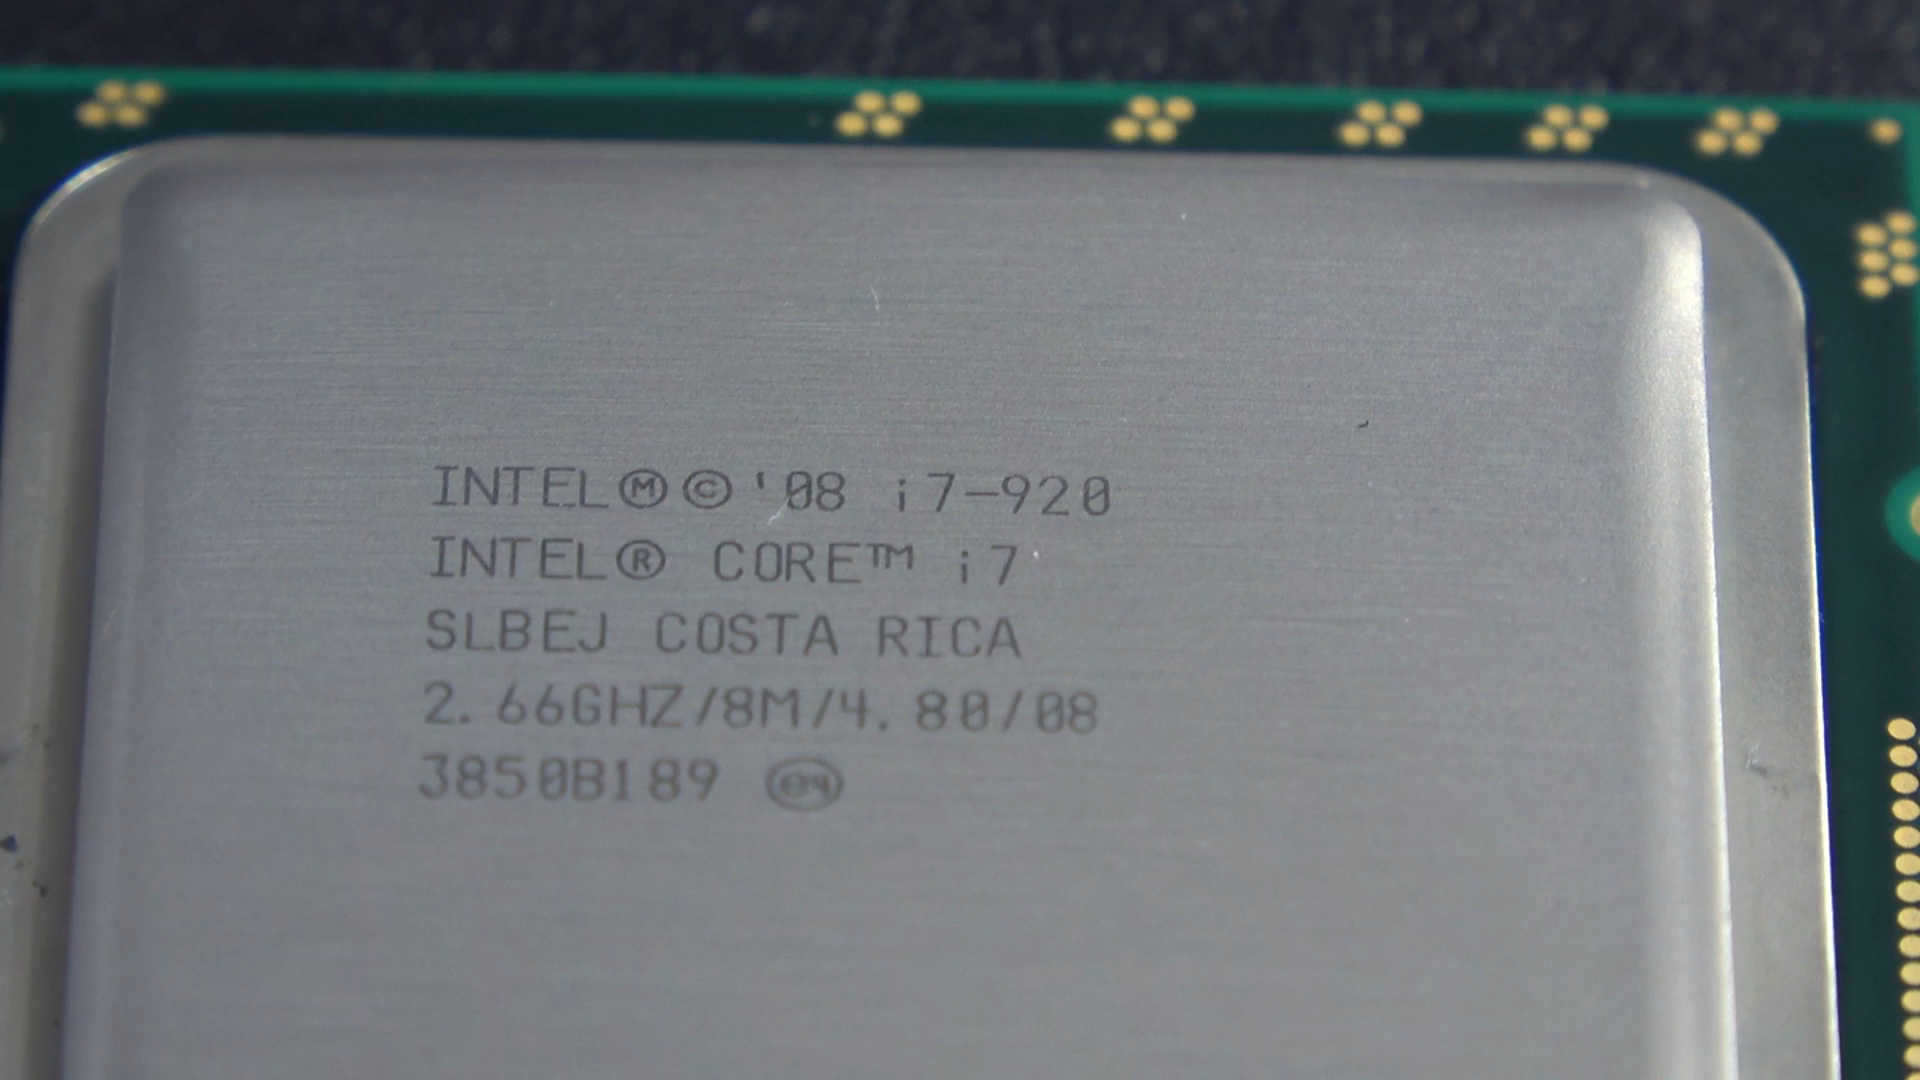 INTEL Ⓜ © '08 i7-920
INTEL® CORE™ i7
SLBEJ COSTA RICA
2.66GHZ/8M/4.80/08
3850B189 e4